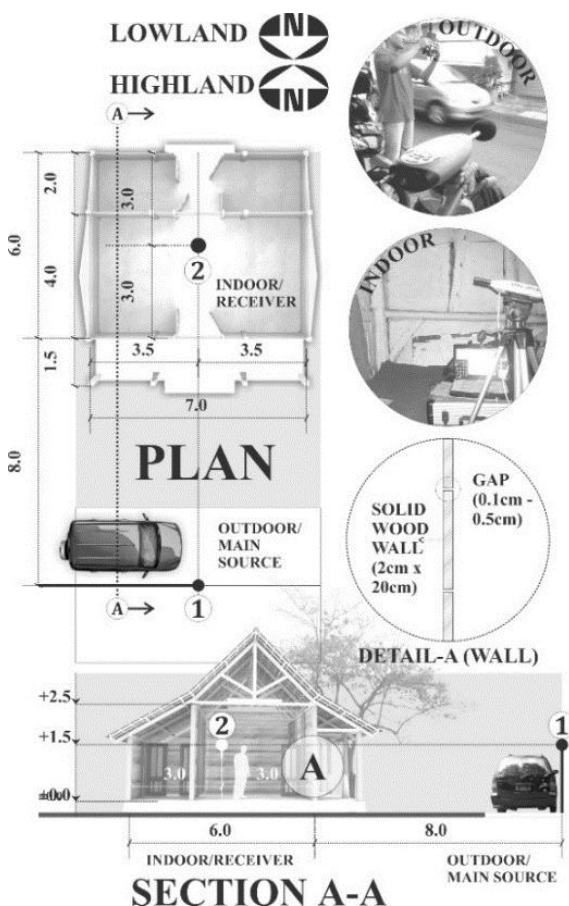 LOWLAND
N
HIGHLAND
N
OUTDOOR
A
2.0
3.0
6.0
4.0
3.0
2
INDOOR/
RECEIVER
INDOOR
1.5
3.5
3.5
7.0
8.0
PLAN
OUTDOOR/
MAIN
SOURCE
SOLID
WOOD
WALL
(2cm x
20cm)
GAP
(0.1cm -
0.5cm)
A
1
DETAIL-A (WALL)
+2.5
+1.5
2
1
3.0
3.0
A
6.0
8.0
INDOOR/RECEIVER
OUTDOOR/
MAIN SOURCE
SECTION A-A